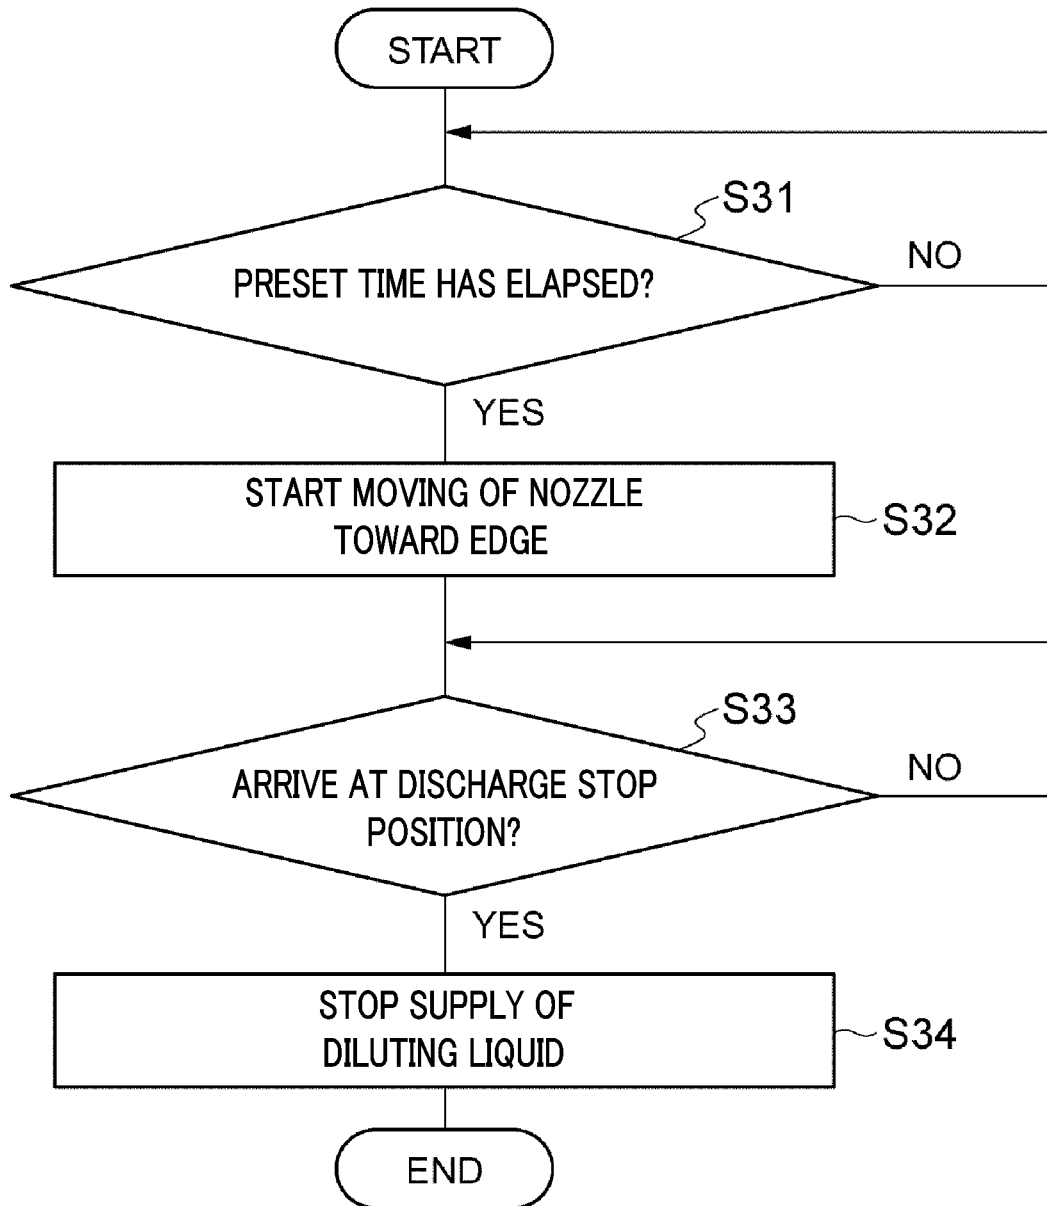 START
S31
PRESET TIME HAS ELAPSED?
NO
YES
START MOVING OF NOZZLE
TOWARD EDGE
S32
S33
ARRIVE AT DISCHARGE STOP
POSITION?
NO
YES
STOP SUPPLY OF
DILUTING LIQUID
S34
END